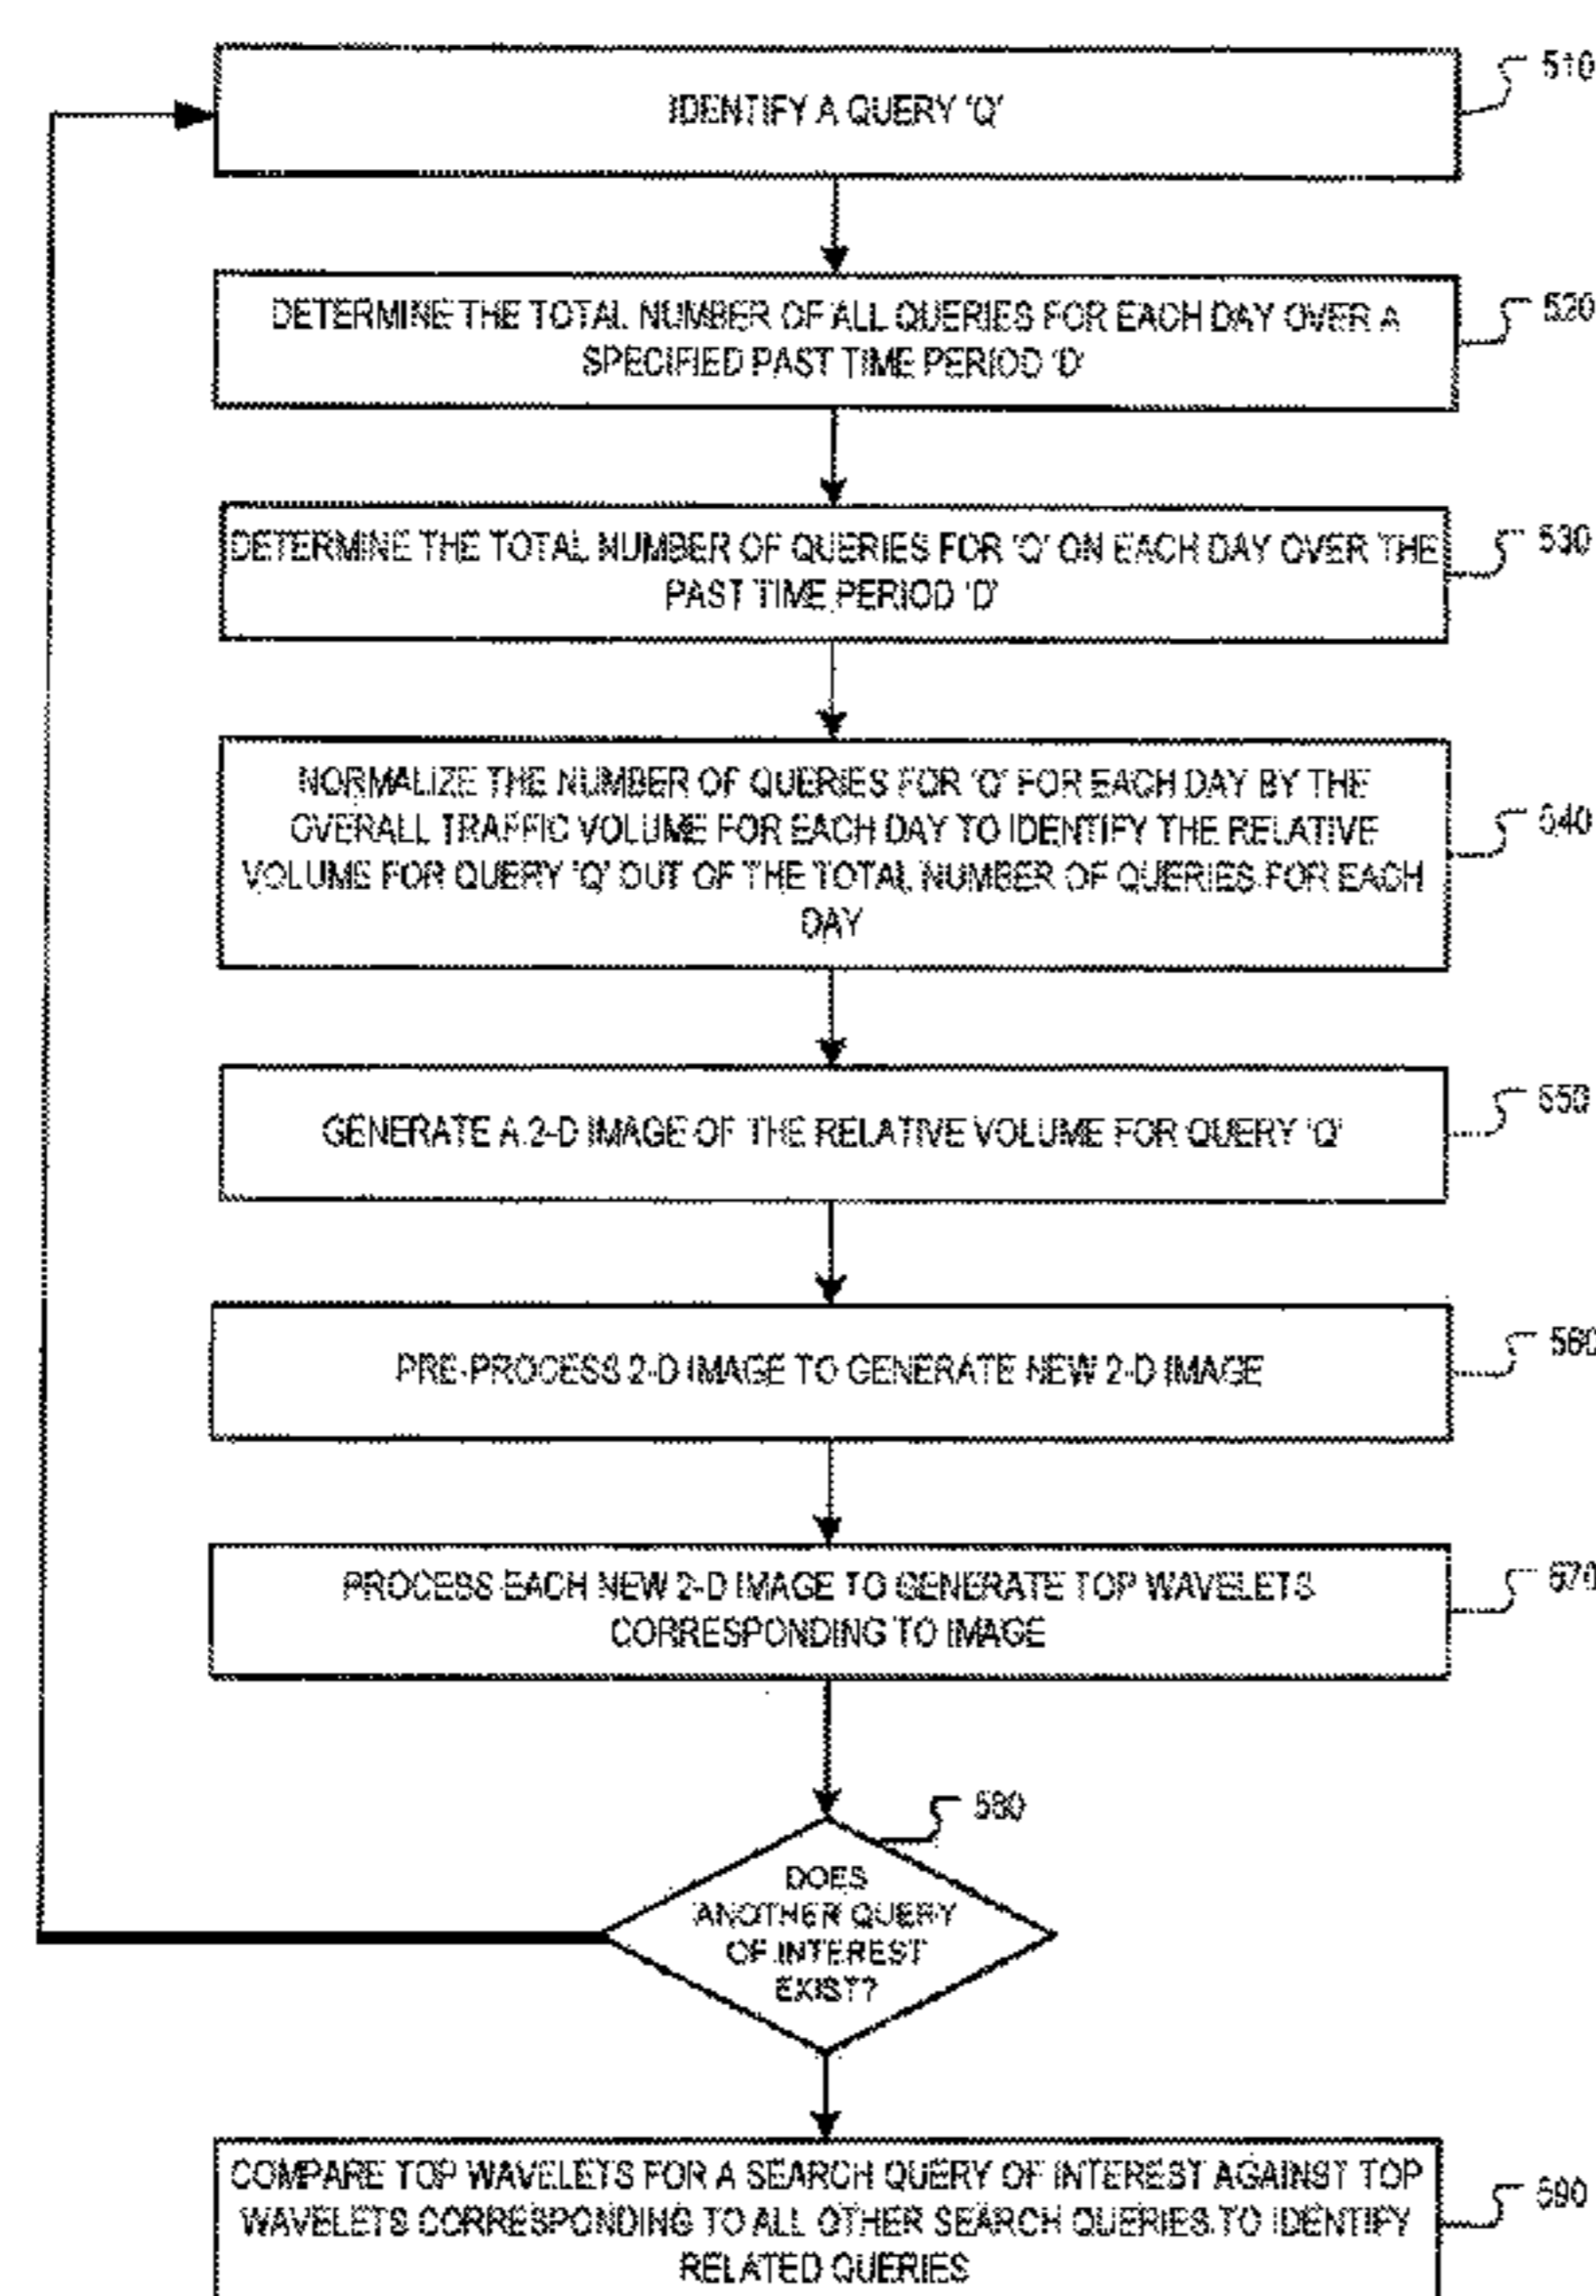 IDENTIFY A QUERY 'Q'
510
DETERMINE THE TOTAL NUMBER OF ALL QUERIES FOR EACH DAY OVER A
SPECIFIED PAST TIME PERIOD 'D'
520
DETERMINE THE TOTAL NUMBER OF QUERIES FOR 'Q' ON EACH DAY OVER THE
PAST TIME PERIOD 'D'
530
NORMALIZE THE NUMBER OF QUERIES FOR 'Q' FOR EACH DAY BY THE
OVERALL TRAFFIC VOLUME FOR EACH DAY TO IDENTIFY THE RELATIVE
VOLUME FOR QUERY 'Q' OUT OF THE TOTAL NUMBER OF QUERIES FOR EACH
DAY
540
GENERATE A 2-D IMAGE OF THE RELATIVE VOLUME FOR QUERY 'Q'
550
PRE-PROCESS 2-D IMAGE TO GENERATE NEW 2-D IMAGE
560
PROCESS EACH NEW 2-D IMAGE TO GENERATE TOP WAVELETS
CORRESPONDING TO IMAGE
570
580
DOES
ANOTHER QUERY
OF INTEREST
EXIST?
COMPARE TOP WAVELETS FOR A SEARCH QUERY OF INTEREST AGAINST TOP
WAVELETS CORRESPONDING TO ALL OTHER SEARCH QUERIES TO IDENTIFY
RELATED QUERIES
590